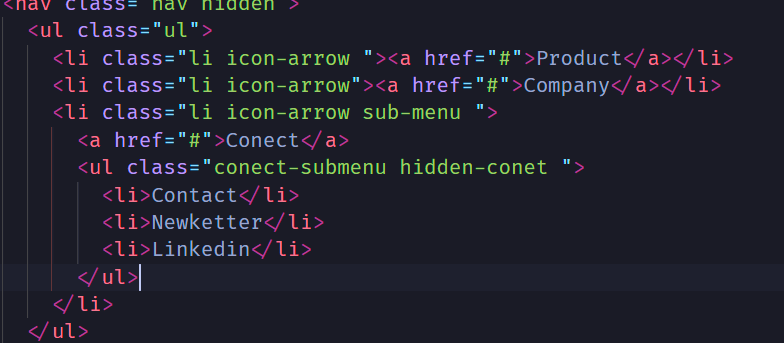 <nav class="nav hidden">
<ul class="ul">
<li class="li icon-arrow "><a href="#">Product</a></li>
<li class="li icon-arrow"><a href="#">Company</a></li>
<li class="li icon-arrow sub-menu ">
<a href="#">Conect</a>
<ul class="conect-submenu hidden-conet ">
<li>Contact</li>
<li>Newketter</li>
<li>Linkedin</li>
</ul>
</li>
</ul>